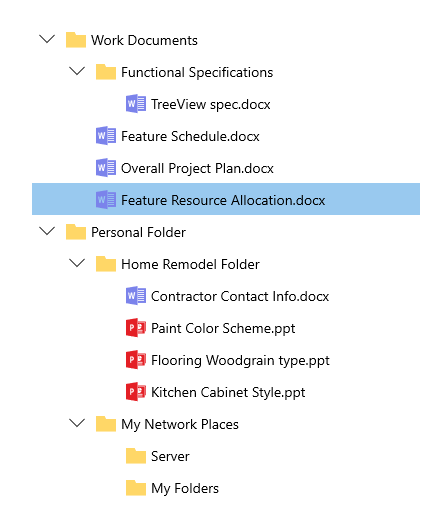 Work Documents
Functional Specifications
TreeView spec.docx
Feature Schedule.docx
Overall Project Plan.docx
Feature Resource Allocation.docx
Personal Folder
Home Remodel Folder
Contractor Contact Info.docx
Paint Color Scheme.ppt
Flooring Woodgrain type.ppt
Kitchen Cabinet Style.ppt
My Network Places
Server
My Folders